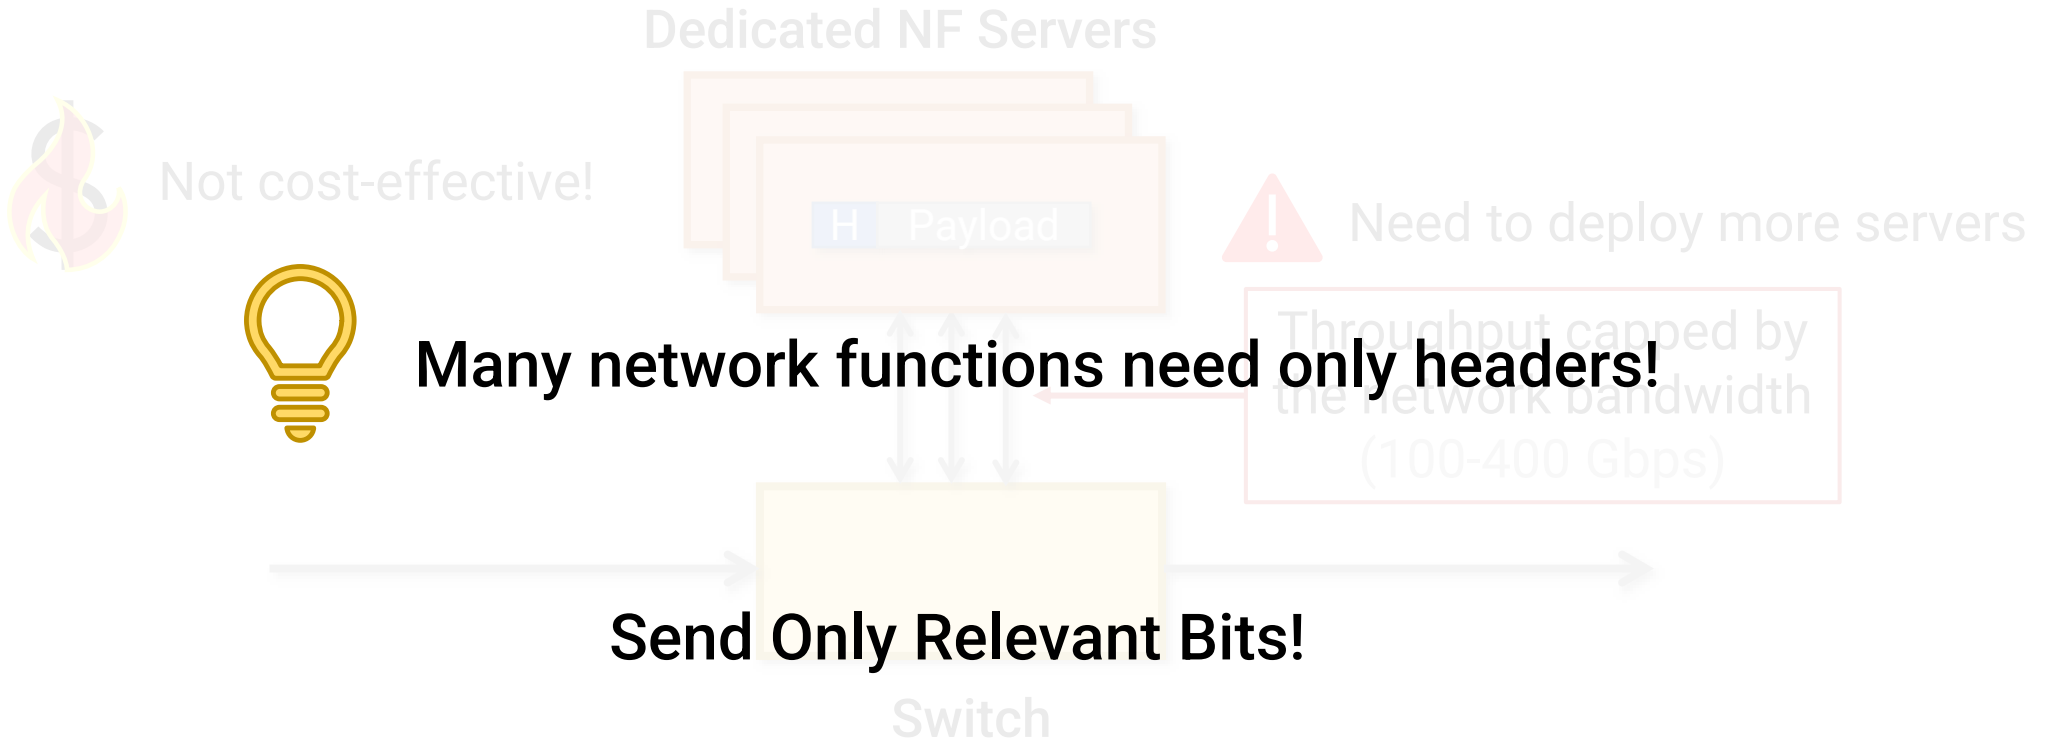 Dedicated NF Servers
Not cost-effective!
H Payload
Need to deploy more servers
Throughput capped by
the network bandwidth
(100-400 Gbps)
Many network functions need only headers!
Send Only Relevant Bits!
Switch